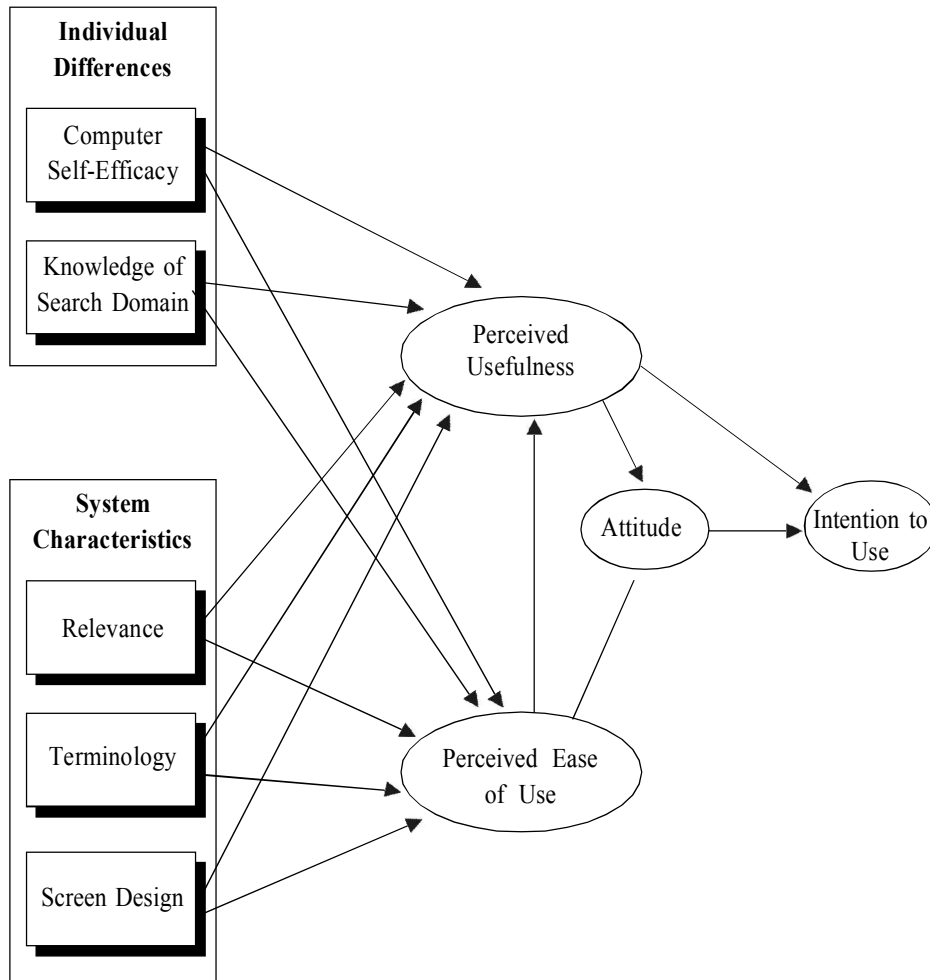 Individual
Differences
Computer
Self-Efficacy
Knowledge of
Search Domain
Perceived
Usefulness
System
Characteristics
Attitude
Intention to
Use
Relevance
Terminology
Perceived Ease
of Use
Screen Design